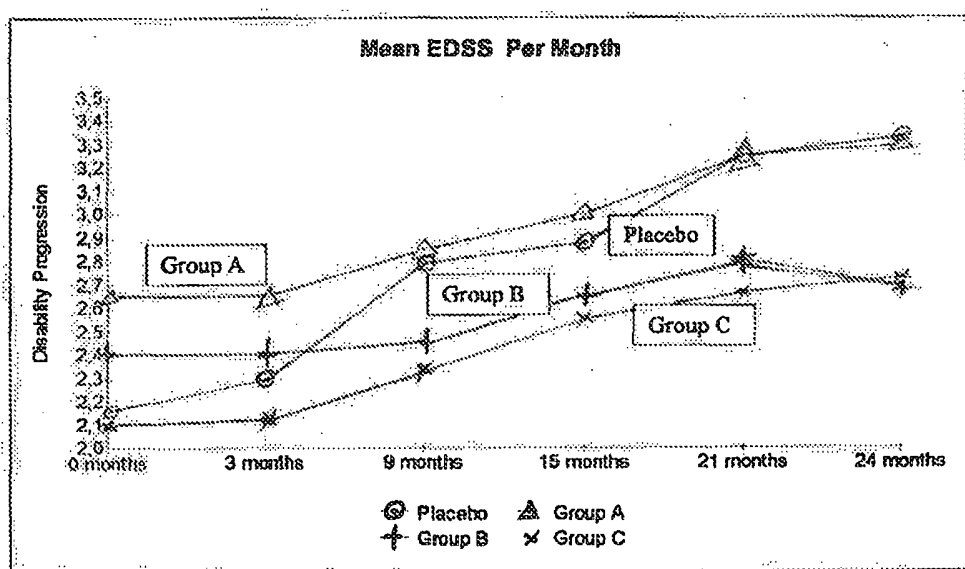 Mean EDSS Per Month
Disability Progression
3,5
3,4
3,3
3,2
3,1
3,0
2,9
2,8
2,7
2,6
2,5
2,4
2,3
2,2
2,1
2,0
Group A
Group B
Placebo
Group C
0 months 3 months 9 months 15 months 21 months 24 months
Placebo Group A
Group B Group C